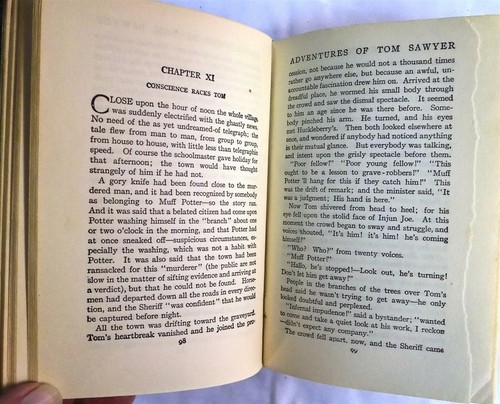 CHAPTER XI
CONSCIENCE RACKS TOM
CLOSE upon the hour of noon the whole village
was suddenly electrified with the ghastly news.
No need of the as yet undreamed-of telegraph; the
tale flew from man to man, from group to group,
from house to house, with little less than telegraphic
speed. Of course the schoolmaster gave holiday for
that afternoon; the town would have thought
strangely of him if he had not.
A gory knife had been found close to the mur-
dered man, and it had been recognized by somebody
as belonging to Muff Potter—so the story ran.
And it was said that a belated citizen had come upon
Potter washing himself in the "branch" about one
or two o'clock in the morning, and that Potter had
at once sneaked off—suspicious circumstances, es-
pecially the washing, which was not a habit with
Potter. It was also said that the town had been
ransacked for this "murderer" (the public are not
slow in the matter of sifting evidence and arriving at
a verdict), but that he could not be found. Horse-
men had departed down all the roads in every direc-
tion, and the Sheriff "was confident" that he would
be captured before night.
All the town was drifting toward the graveyard.
Tom's heartbreak vanished and he joined the pro-
98
ADVENTURES OF TOM SAWYER
cession, not because he would not a thousand times
rather go anywhere else, but because an awful, un-
accountable fascination drew him on. Arrived at the
dreadful place, he wormed his small body through
the crowd and saw the dismal spectacle. It seemed
to him an age since he was there before. Some-
body pinched his arm. He turned, and his eyes
met Huckleberry's. Then both looked elsewhere at
once, and wondered if anybody had noticed anything
in their mutual glance. But everybody was talking,
and intent upon the grisly spectacle before them.
"Poor fellow!" "Poor young fellow!" "This
ought to be a lesson to grave-robbers!" "Muff
Potter 'll hang for this if they catch him!" This
was the drift of remark; and the minister said, "It
was a judgment; His hand is here."
Now Tom shivered from head to heel; for his
eye fell upon the stolid face of Injun Joe. At this
moment the crowd began to sway and struggle, and
voices shouted, "It's him! it's him! he's coming
himself!"
"Who? Who?" from twenty voices.
"Muff Potter!"
"Hallo, he's stopped!—Look out, he's turning!
Don't let him get away!"
People in the branches of the trees over Tom's
head said he wasn't trying to get away—he only
looked doubtful and perplexed.
"Infernal impudence!" said a bystander; "wanted
to come and take a quiet look at his work, I reckon
—didn't expect any company."
The crowd fell apart, now, and the Sheriff came
99